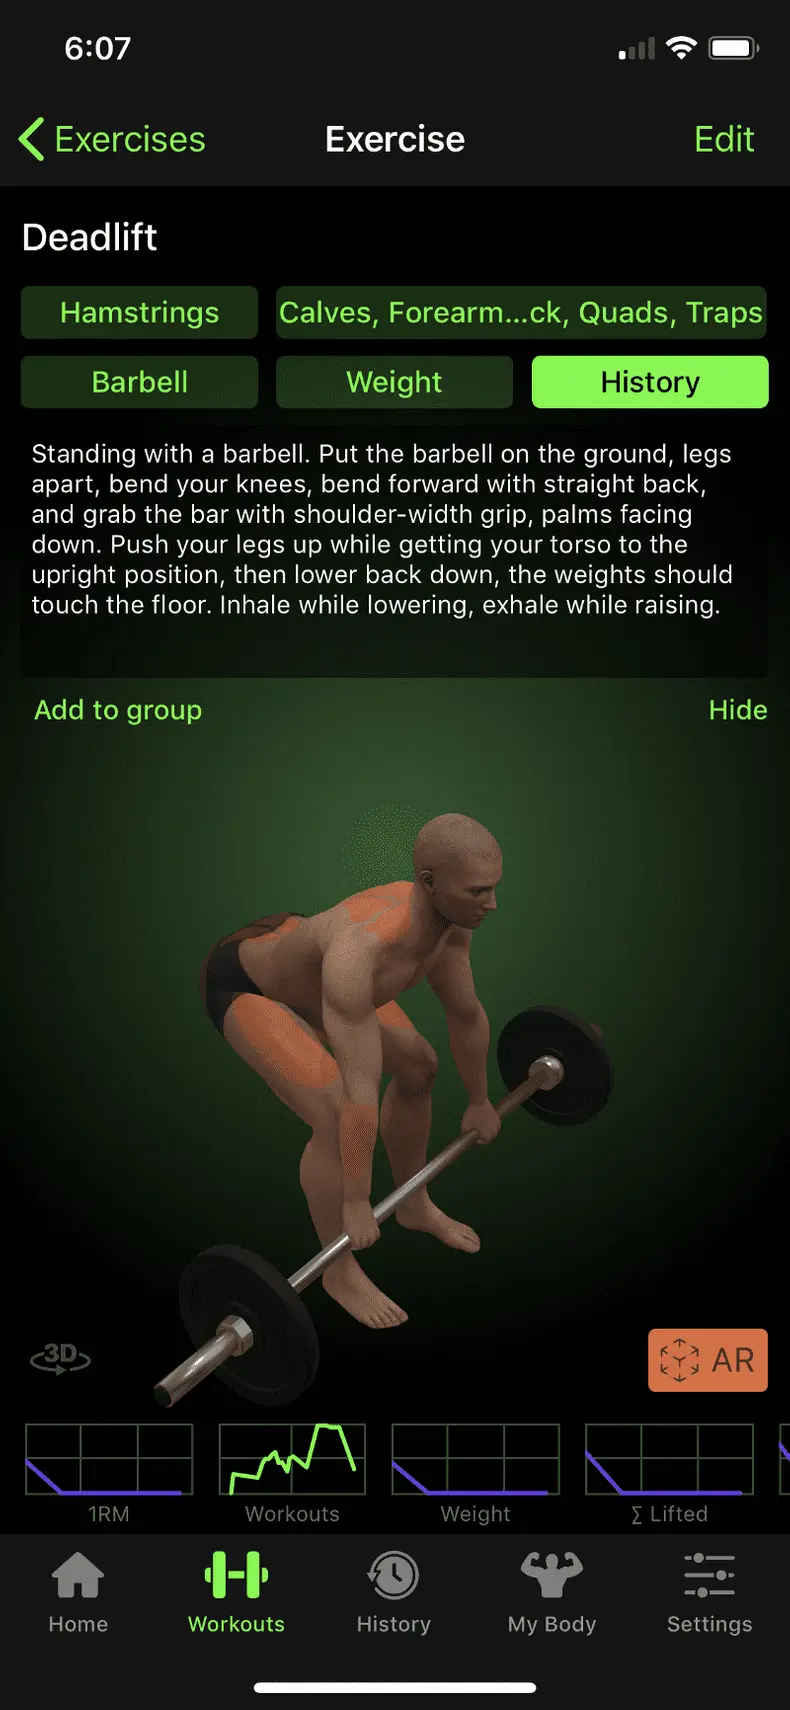 6:07
Exercises
Exercise
Edit
Deadlift
Hamstrings
Calves, Forearm...ck, Quads, Traps
Barbell
Weight
History
Standing with a barbell. Put the barbell on the ground, legs
apart, bend your knees, bend forward with straight back,
and grab the bar with shoulder-width grip, palms facing
down. Push your legs up while getting your torso to the
upright position, then lower back down, the weights should
touch the floor. Inhale while lowering, exhale while raising.
Add to group
Hide
3D
AR
1RM
Workouts
Weight
∑ Lifted
Home
Workouts
History
My Body
Settings